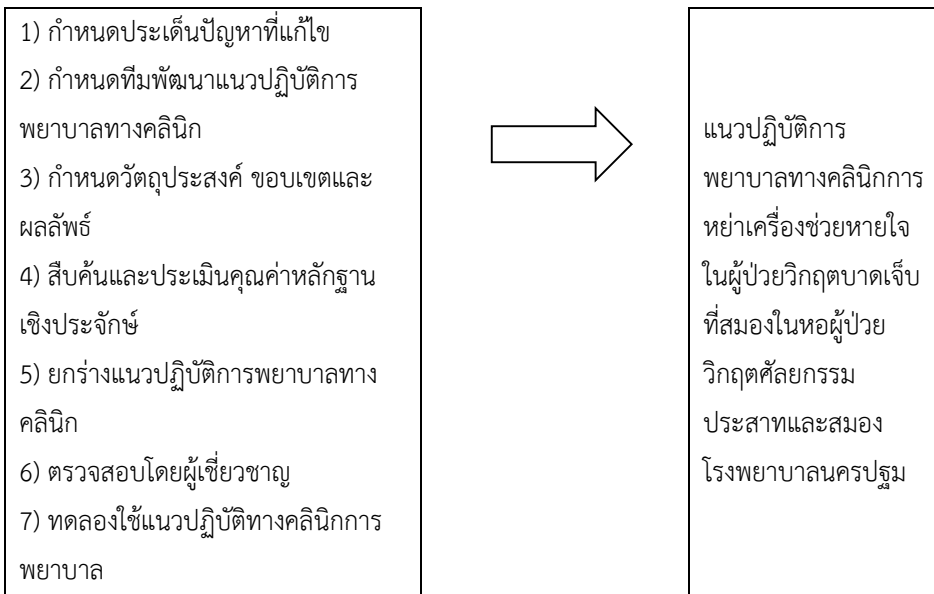 1) กำหนดประเด็นปัญหาที่แก้ไข
2) กำหนดทีมพัฒนาแนวปฏิบัติการ
พยาบาลทางคลินิก
3) กำหนดวัตถุประสงค์ ขอบเขตและ
ผลลัพธ์
4) สืบค้นและประเมินคุณค่าหลักฐาน
เชิงประจักษ์
5) ยกร่างแนวปฏิบัติการพยาบาลทาง
คลินิก
6) ตรวจสอบโดยผู้เชี่ยวชาญ
7) ทดลองใช้แนวปฏิบัติทางคลินิกการ
พยาบาล
แนวปฏิบัติการ
พยาบาลทางคลินิกการ
หย่าเครื่องช่วยหายใจ
ในผู้ป่วยวิกฤตบาดเจ็บ
ที่สมองในหอผู้ป่วย
วิกฤตศัลยกรรม
ประสาทและสมอง
โรงพยาบาลนครปฐม